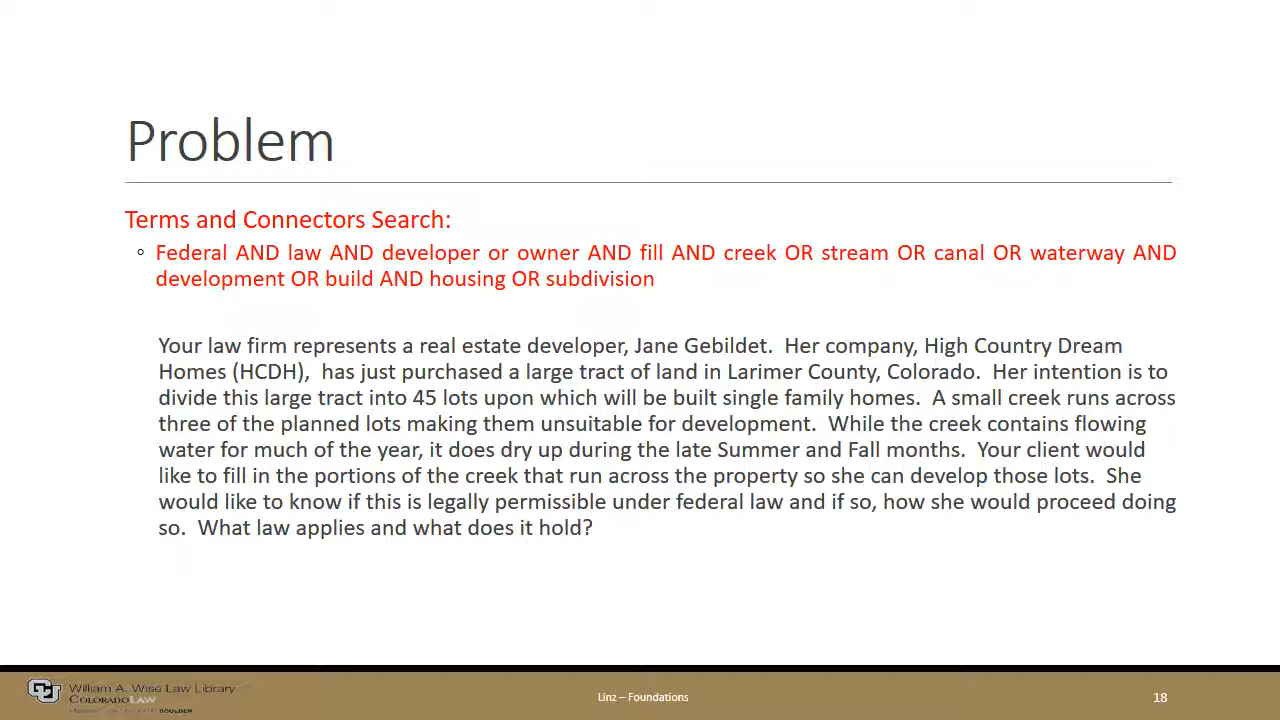 Problem
Terms and Connectors Search:
◦ Federal AND law AND developer or owner AND fill AND creek OR stream OR canal OR waterway AND
development OR build AND housing OR subdivision
Your law firm represents a real estate developer, Jane Gebildet. Her company, High Country Dream
Homes (HCDH), has just purchased a large tract of land in Larimer County, Colorado. Her intention is to
divide this large tract into 45 lots upon which will be built single family homes. A small creek runs across
three of the planned lots making them unsuitable for development. While the creek contains flowing
water for much of the year, it does dry up during the late Summer and Fall months. Your client would
like to fill in the portions of the creek that run across the property so she can develop those lots. She
would like to know if this is legally permissible under federal law and if so, how she would proceed doing
so. What law applies and what does it hold?
William A. Wise Law Library
COLORADO LAW
BOULDER
Linz – Foundations
18